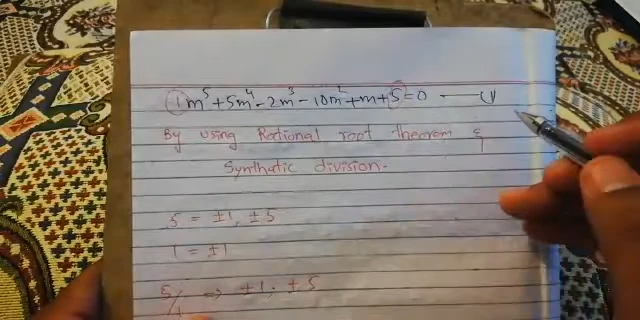 1m⁵+5m⁴-2m³-10m²+m+5=0 —(1)
By using Rational root theorem &
Synthatic division.
5 = ±1, ±5
1 = ±1
5/1 => ±1, ±5